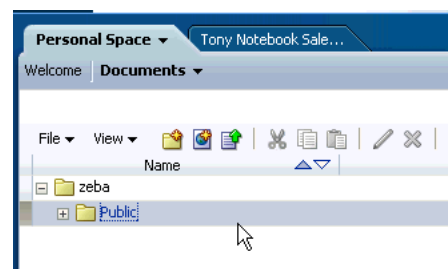 Personal Space Tony Notebook Sale...
Welcome Documents
File View
Name
zeba
Public